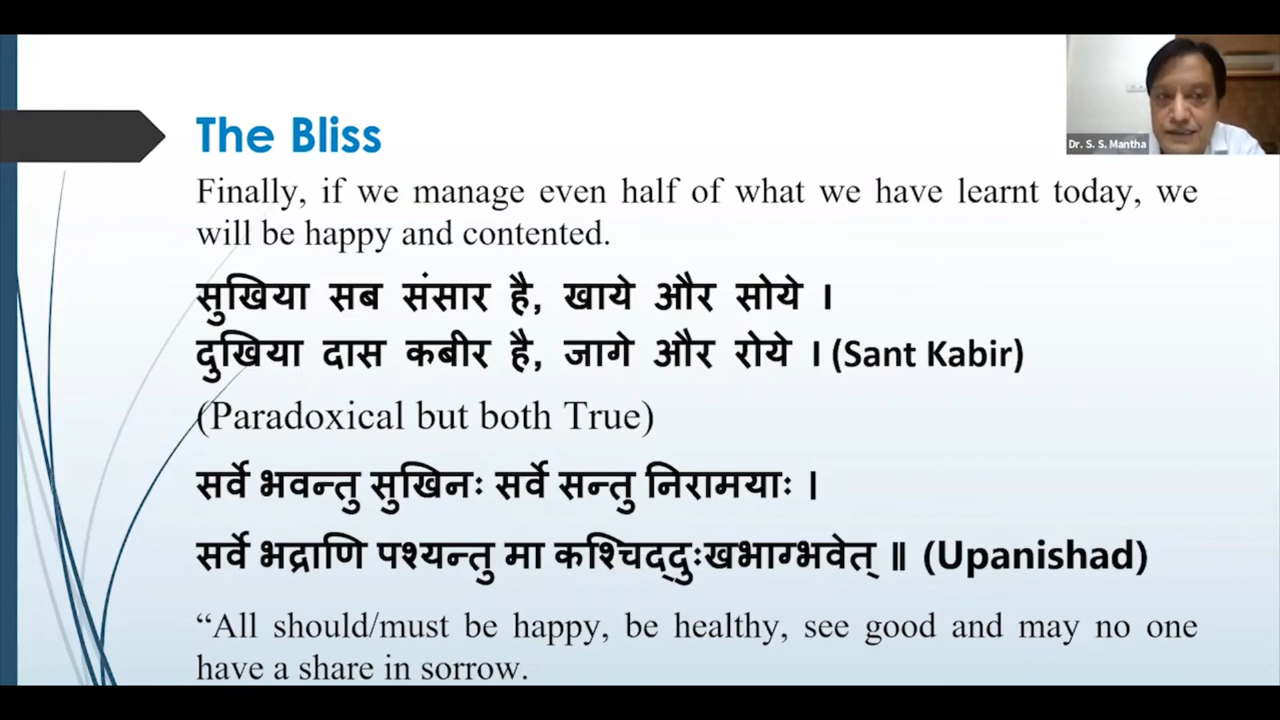 Dr. S. S. Mantha
The Bliss
Finally, if we manage even half of what we have learnt today, we
will be happy and contented.
सुखिया सब संसार है, खाये और सोये ।
दुखिया दास कबीर है, जागे और रोये । (Sant Kabir)
(Paradoxical but both True)
सर्वे भवन्तु सुखिनः सर्वे सन्तु निरामयाः ।
सर्वे भद्राणि पश्यन्तु मा कश्चिद्दुःखभाग्भवेत् ॥ (Upanishad)
“All should/must be happy, be healthy, see good and may no one
have a share in sorrow.